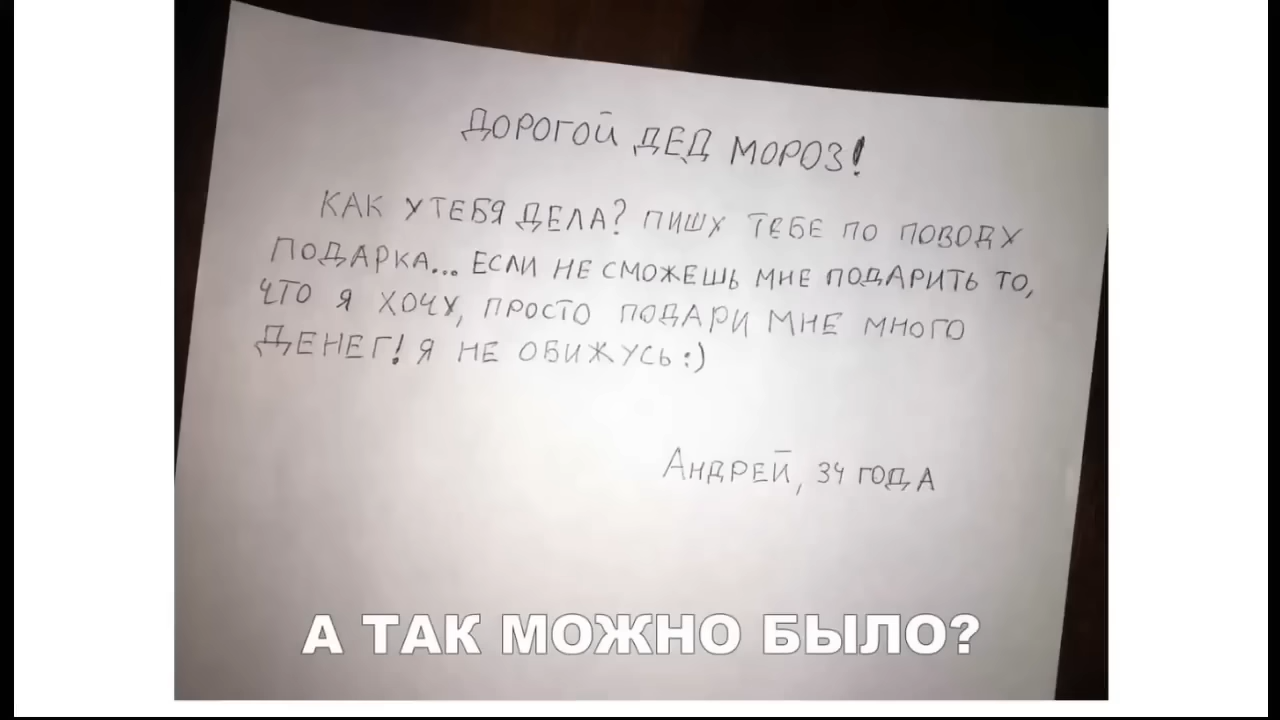 ДОРОГОЙ ДЕД МОРОЗ!
КАК У ТЕБЯ ДЕЛА? ПИШУ ТЕБЕ ПО ПОВОДУ
ПОДАРКА... ЕСЛИ НЕ СМОЖЕШЬ МНЕ ПОДАРИТЬ ТО,
ЧТО Я ХОЧУ, ПРОСТО ПОДАРИ МНЕ МНОГО
ДЕНЕГ! Я НЕ ОБИЖУСЬ :)
АНДРЕЙ, 34 ГОДА
А ТАК МОЖНО БЫЛО?